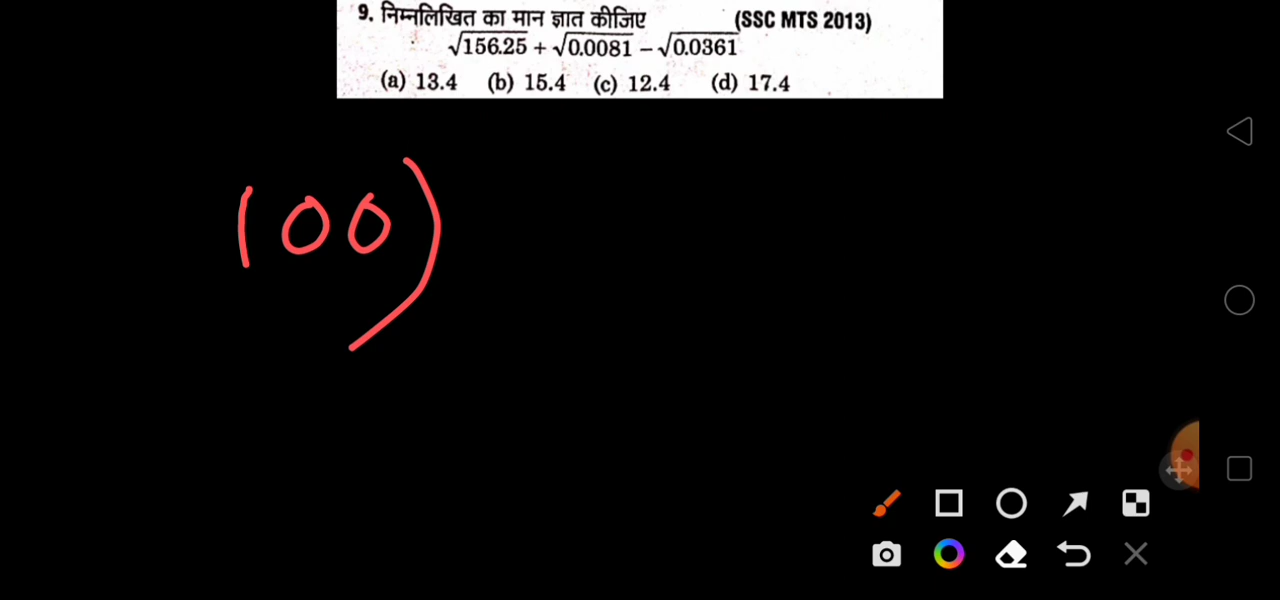 9. निम्नलिखित का मान ज्ञात कीजिए (SSC MTS 2013)
√156.25 + √0.0081 – √0.0361
(a) 13.4 (b) 15.4 (c) 12.4 (d) 17.4
100)